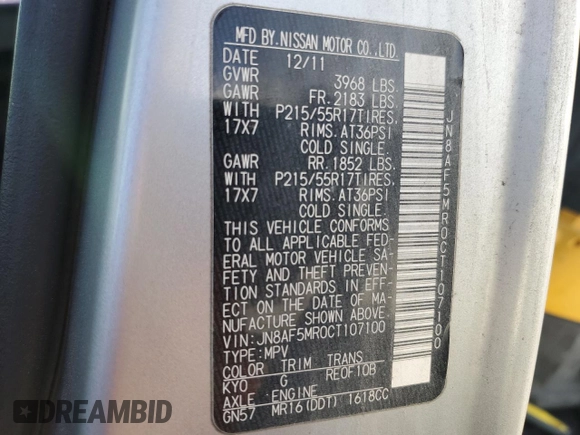 MFD BY.NISSAN MOTOR CO.,LTD.
DATE 12/11
GVWR 3968 LBS.
GAWR FR.2183 LBS.
WITH P215/55R17TIRES,
17X7 RIMS.AT36PSI
COLD SINGLE.
GAWR RR.1852 LBS.
WITH P215/55R17TIRES,
17X7 RIMS.AT36PSI
COLD SINGLE.
THIS VEHICLE CONFORMS
TO ALL APPLICABLE FED-
ERAL MOTOR VEHICLE SA-
FETY AND THEFT PREVEN-
TION STANDARDS IN EFF-
ECT ON THE DATE OF MA-
NUFACTURE SHOWN ABOVE.
VIN:JN8AF5MR0CT107100
TYPE:MPV
COLOR TRIM TRANS
KYO G RE0F10B
AXLE ENGINE
GN57 MR16(DDT) 1618CC
JN8AF5MR0CT107100
DREAMBID